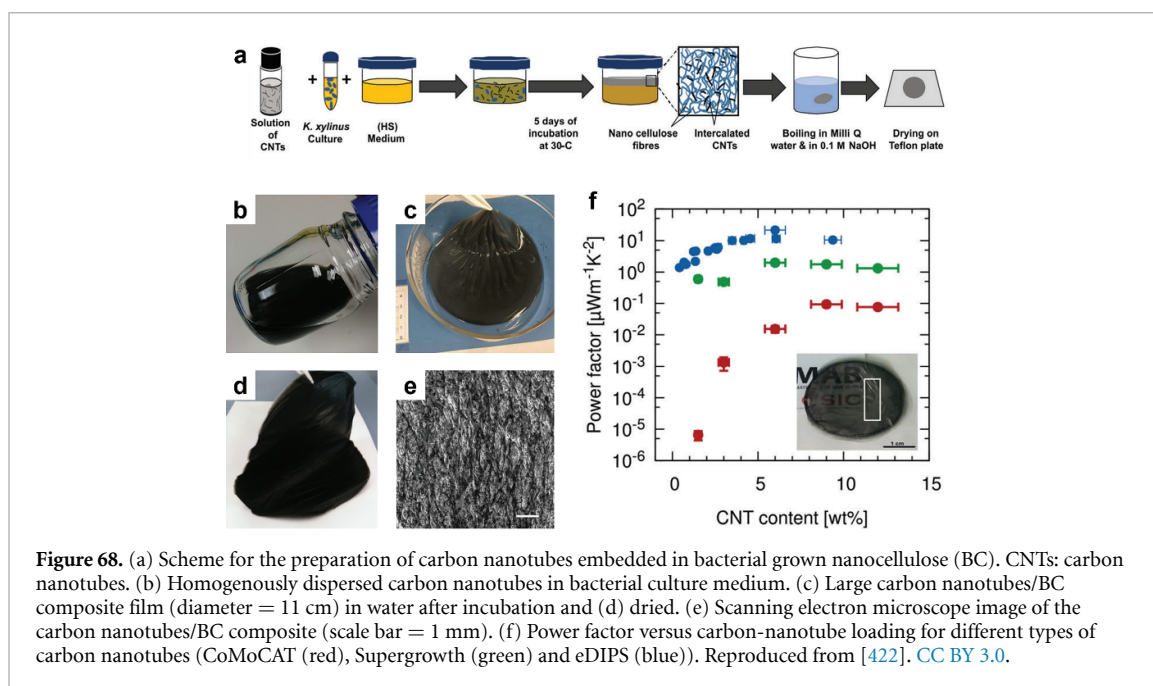 a
+
+
Solution
of
CNTs
K. xylinus
Culture
(HS)
Medium
5 days of
incubation
at 30-C
Nano cellulose
fibres
Intercalated
CNTs
Boiling in Milli Q
water & in 0.1 M NaOH
Drying on
Teflon plate
b
c
d
e
f
Power factor [µWm⁻¹K⁻²]
10²
10¹
10⁰
10⁻¹
10⁻²
10⁻³
10⁻⁴
10⁻⁵
10⁻⁶
0 5 10 15
CNT content [wt%]
MAB
SIC
1 cm
Figure 68. (a) Scheme for the preparation of carbon nanotubes embedded in bacterial grown nanocellulose (BC). CNTs: carbon
nanotubes. (b) Homogenously dispersed carbon nanotubes in bacterial culture medium. (c) Large carbon nanotubes/BC
composite film (diameter = 11 cm) in water after incubation and (d) dried. (e) Scanning electron microscope image of the
carbon nanotubes/BC composite (scale bar = 1 mm). (f) Power factor versus carbon-nanotube loading for different types of
carbon nanotubes (CoMoCAT (red), Supergrowth (green) and eDIPS (blue)). Reproduced from [422]. CC BY 3.0.